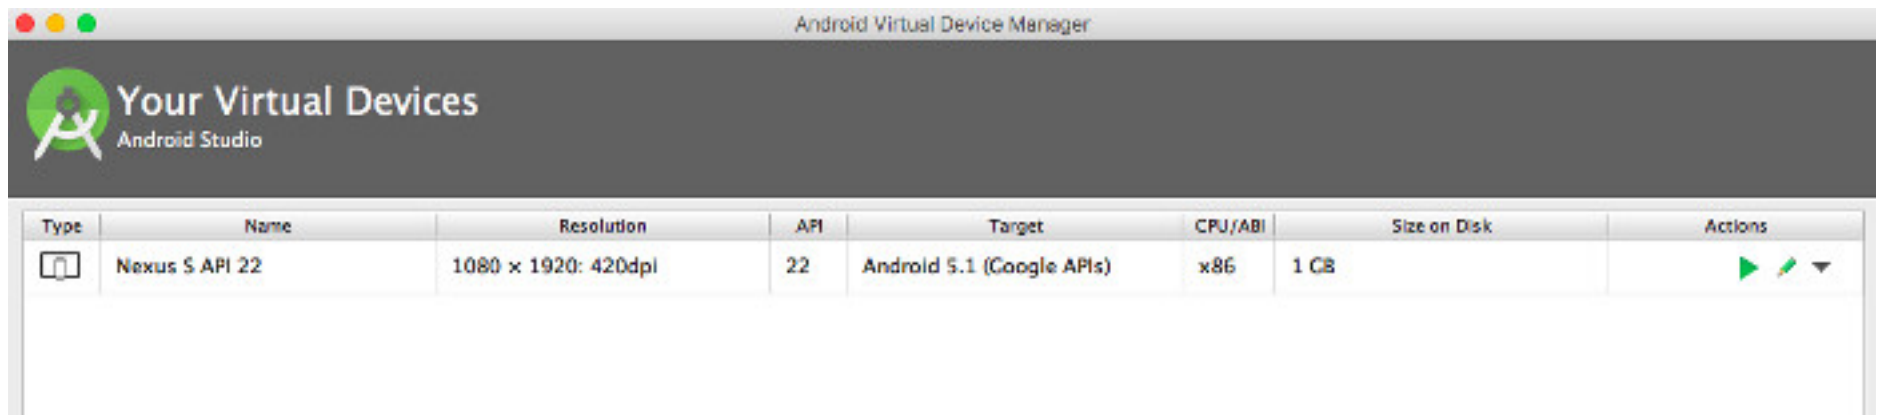 Android Virtual Device Manager
Your Virtual Devices
Android Studio
Type Name Resolution API Target CPU/ABI Size on Disk Actions
Nexus S API 22 1080 × 1920: 420dpi 22 Android 5.1 (Google APIs) x86 1 GB